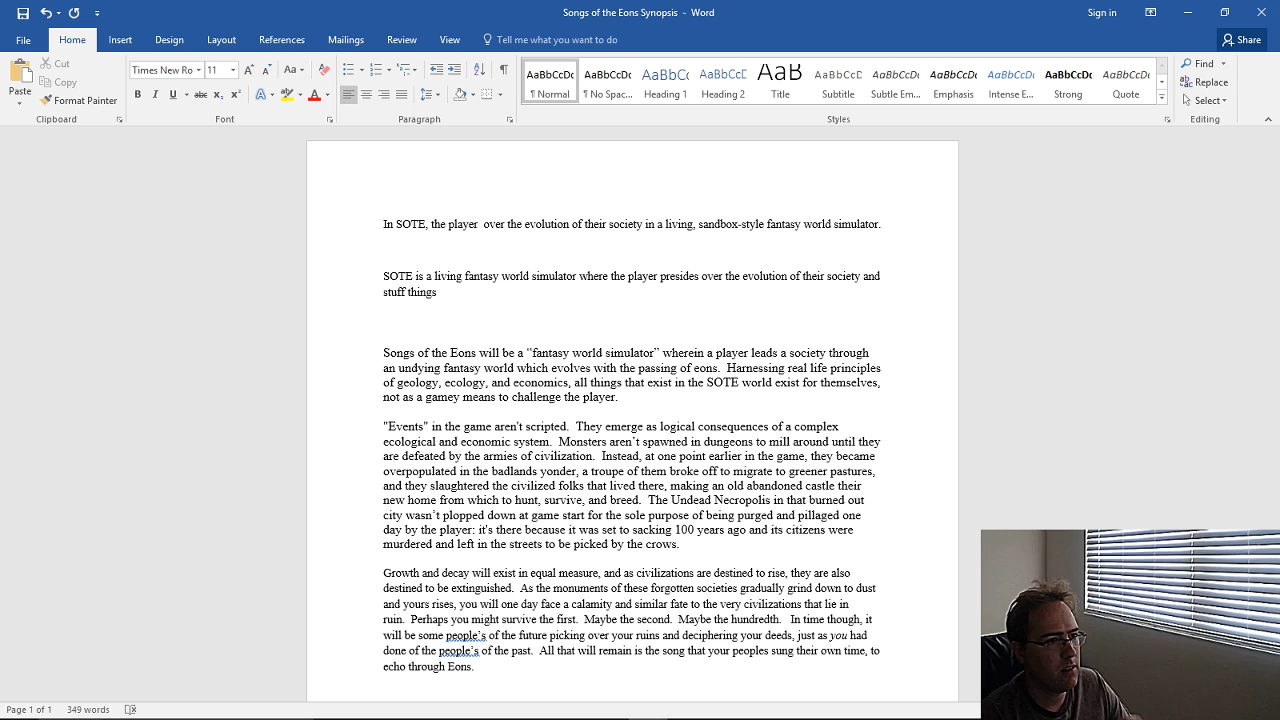 Songs of the Eons Synopsis - Word
Sign in
File
Home
Insert
Design
Layout
References
Mailings
Review
View
Tell me what you want to do
Share
Paste
Cut
Copy
Format Painter
Clipboard
Times New Ro
11
Aa
B I U abc x₂ x²
Font
Paragraph
AaBbCcDc AaBbCcDc AaBbCc AaBbCcD AaB AaBbCcD AaBbCcDc AaBbCcDc AaBbCcDc AaBbCcDc AaBbCcDc
¶ Normal ¶ No Spac... Heading 1 Heading 2 Title Subtitle Subtle Em... Emphasis Intense E... Strong Quote
Styles
Find
Replace
Select
Editing
In SOTE, the player  over the evolution of their society in a living, sandbox-style fantasy world simulator.
SOTE is a living fantasy world simulator where the player presides over the evolution of their society and
stuff things
Songs of the Eons will be a “fantasy world simulator” wherein a player leads a society through
an undying fantasy world which evolves with the passing of eons.  Harnessing real life principles
of geology, ecology, and economics, all things that exist in the SOTE world exist for themselves,
not as a gamey means to challenge the player.
"Events" in the game aren't scripted.  They emerge as logical consequences of a complex
ecological and economic system.  Monsters aren’t spawned in dungeons to mill around until they
are defeated by the armies of civilization.  Instead, at one point earlier in the game, they became
overpopulated in the badlands yonder, a troupe of them broke off to migrate to greener pastures,
and they slaughtered the civilized folks that lived there, making an old abandoned castle their
new home from which to hunt, survive, and breed.  The Undead Necropolis in that burned out
city wasn’t plopped down at game start for the sole purpose of being purged and pillaged one
day by the player: it's there because it was set to sacking 100 years ago and its citizens were
murdered and left in the streets to be picked by the crows.
Growth and decay will exist in equal measure, and as civilizations are destined to rise, they are also
destined to be extinguished.  As the monuments of these forgotten societies gradually grind down to dust
and yours rises, you will one day face a calamity and similar fate to the very civilizations that lie in
ruin.  Perhaps you might survive the first.  Maybe the second.  Maybe the hundredth.   In time though, it
will be some people’s of the future picking over your ruins and deciphering your deeds, just as you had
done of the people’s of the past.  All that will remain is the song that your peoples sung their own time, to
echo through Eons.
Page 1 of 1
349 words